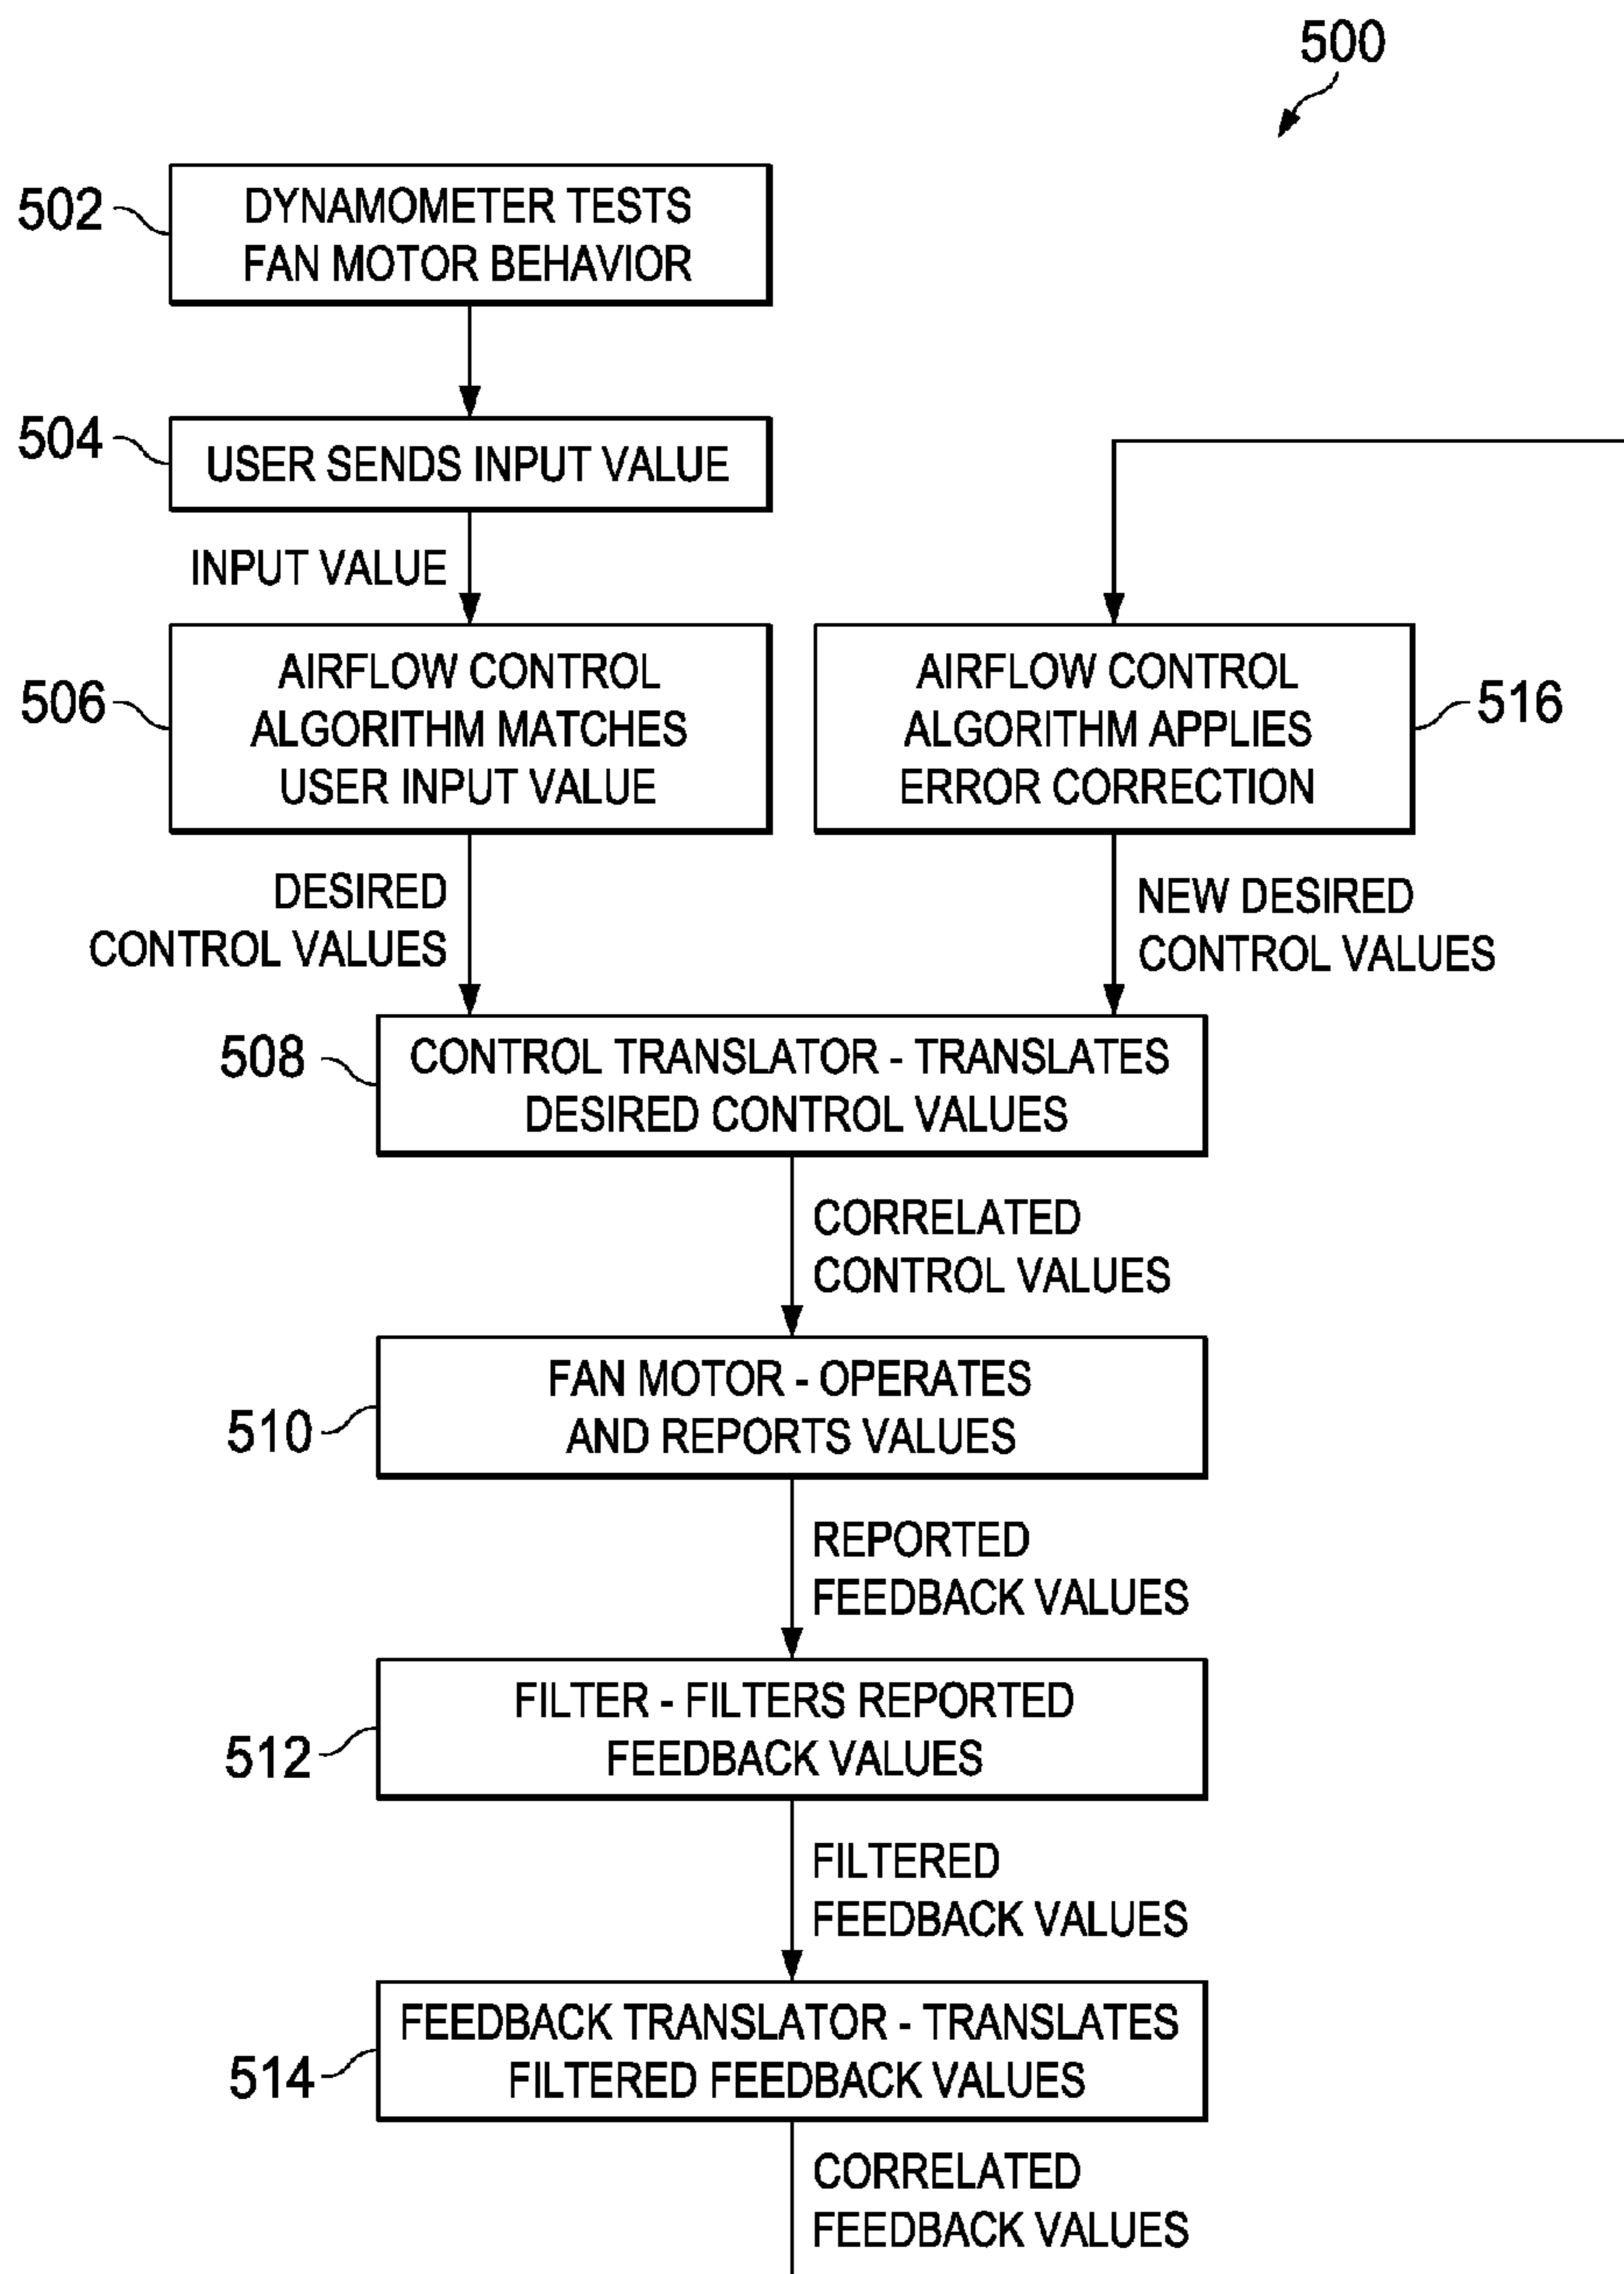 500
502
DYNAMOMETER TESTS
FAN MOTOR BEHAVIOR
504
USER SENDS INPUT VALUE
INPUT VALUE
506
AIRFLOW CONTROL
ALGORITHM MATCHES
USER INPUT VALUE
AIRFLOW CONTROL
ALGORITHM APPLIES
ERROR CORRECTION
516
DESIRED
CONTROL VALUES
NEW DESIRED
CONTROL VALUES
508
CONTROL TRANSLATOR - TRANSLATES
DESIRED CONTROL VALUES
CORRELATED
CONTROL VALUES
510
FAN MOTOR - OPERATES
AND REPORTS VALUES
REPORTED
FEEDBACK VALUES
512
FILTER - FILTERS REPORTED
FEEDBACK VALUES
FILTERED
FEEDBACK VALUES
514
FEEDBACK TRANSLATOR - TRANSLATES
FILTERED FEEDBACK VALUES
CORRELATED
FEEDBACK VALUES